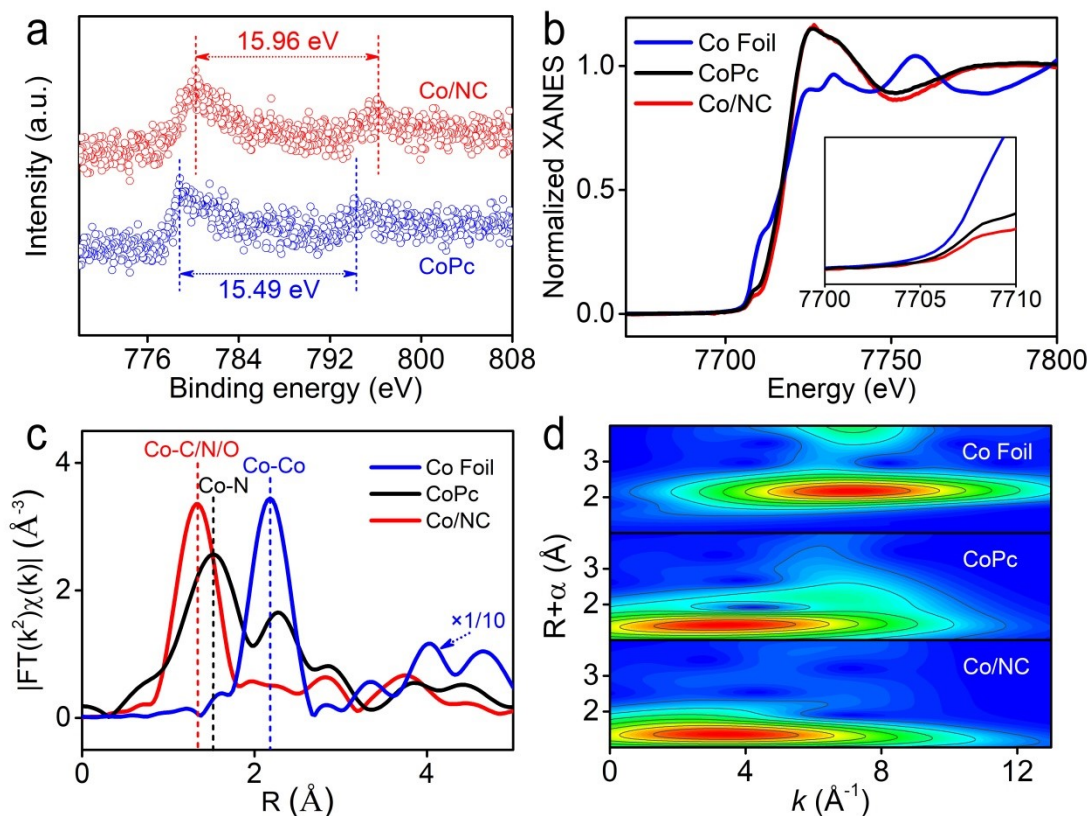 a
15.96 eV
Co/NC
CoPc
15.49 eV
Intensity (a.u.)
776 784 792 800 808
Binding energy (eV)
b
Co Foil
CoPc
Co/NC
Normalized XANES
1.0
0.5
0.0
7700 7705 7710
7700 7750 7800
Energy (eV)
c
Co-C/N/O
Co-N
Co-Co
Co Foil
CoPc
Co/NC
×1/10
|FT(k²)χ(k)| (Å⁻³)
4
2
0
0 2 4
R (Å)
d
Co Foil
CoPc
Co/NC
R+α (Å)
3
2
3
2
3
2
0 4 8 12
k (Å⁻¹)